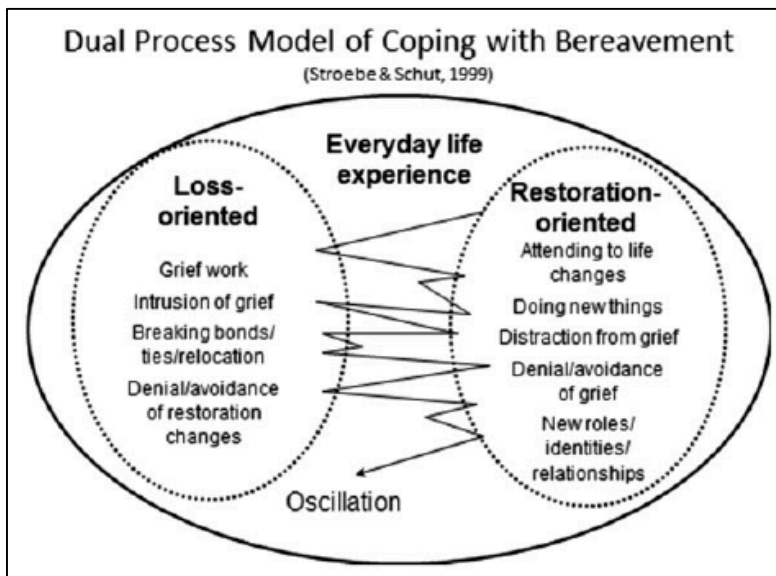 Dual Process Model of Coping with Bereavement
(Stroebe & Schut, 1999)
Everyday life
experience
Loss-
oriented
Grief work
Intrusion of grief
Breaking bonds/
ties/relocation
Denial/avoidance
of restoration
changes
Restoration-
oriented
Attending to life
changes
Doing new things
Distraction from grief
Denial/avoidance
of grief
New roles/
identities/
relationships
Oscillation